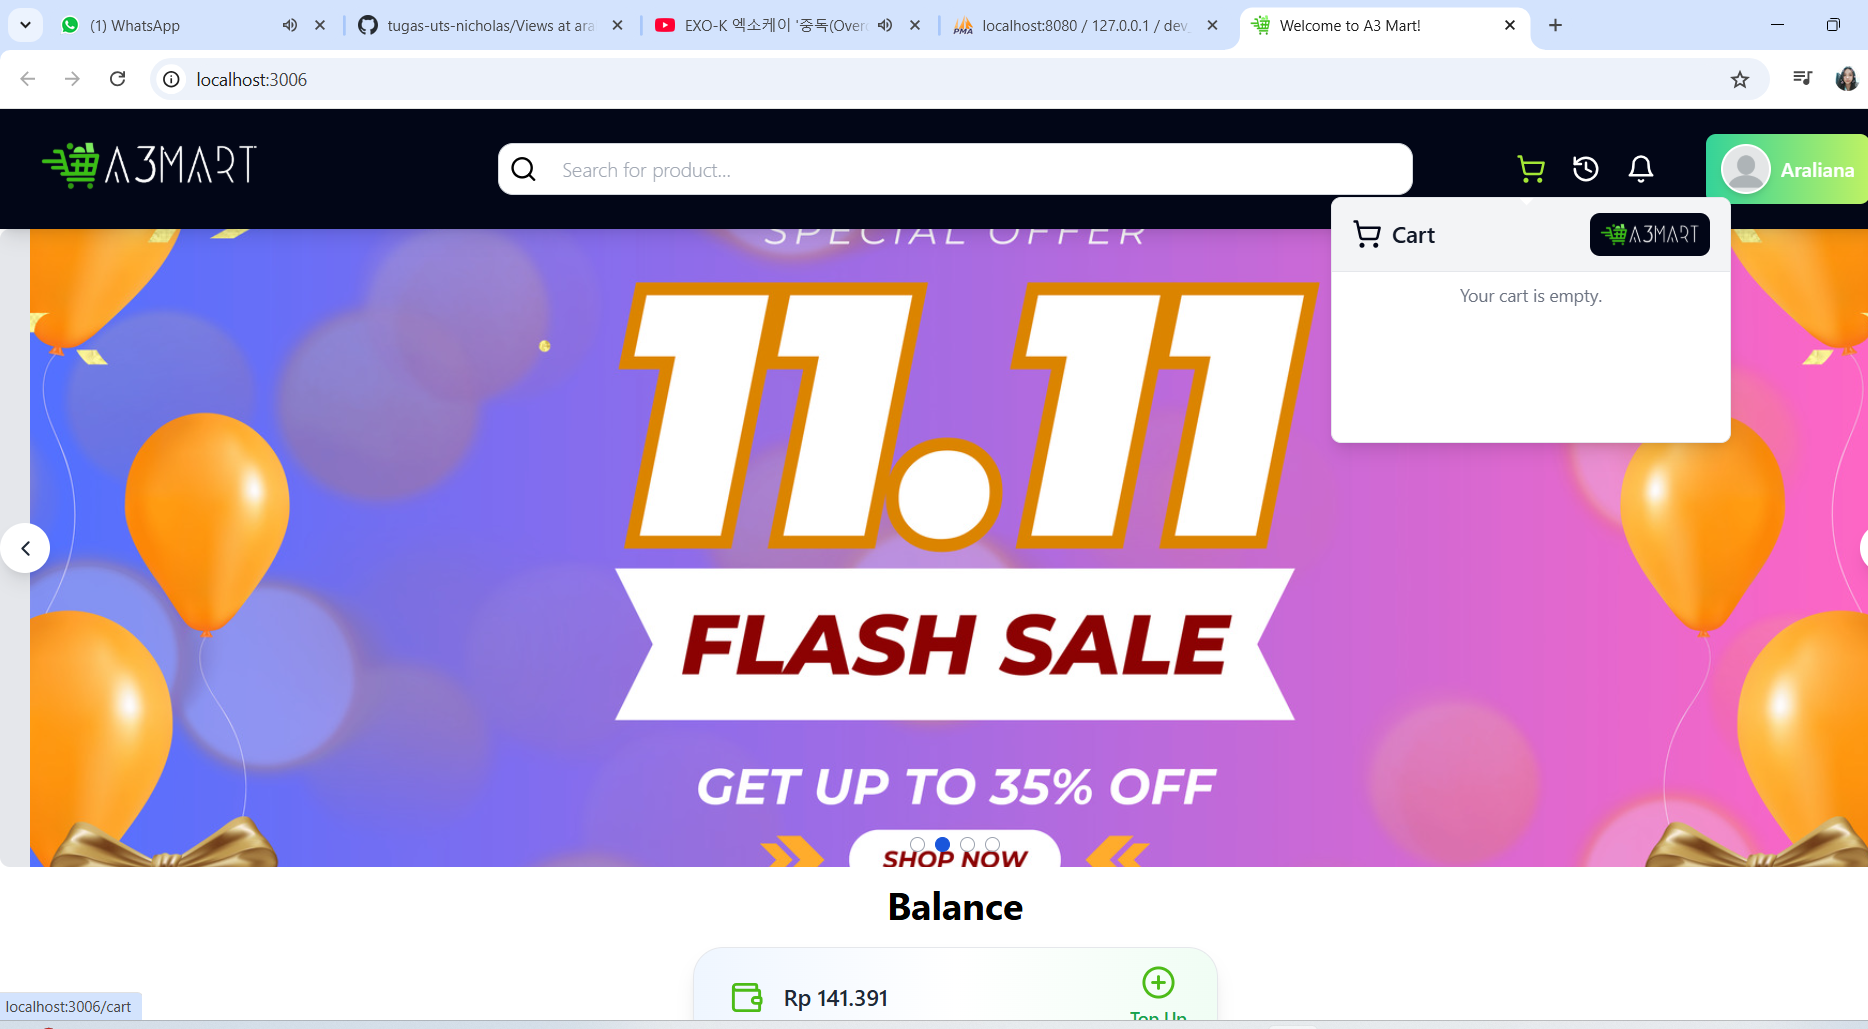 (1) WhatsApp
tugas-uts-nicholas/Views at ara
EXO-K 엑소케이 '중독(Overd
localhost:8080 / 127.0.0.1 / dev_
Welcome to A3 Mart!
localhost:3006
A3MART
Search for product...
Araliana
Cart
A3MART
Your cart is empty.
SPECIAL OFFER
11.11
FLASH SALE
GET UP TO 35% OFF
SHOP NOW
Balance
Rp 141.391
Top Up
localhost:3006/cart